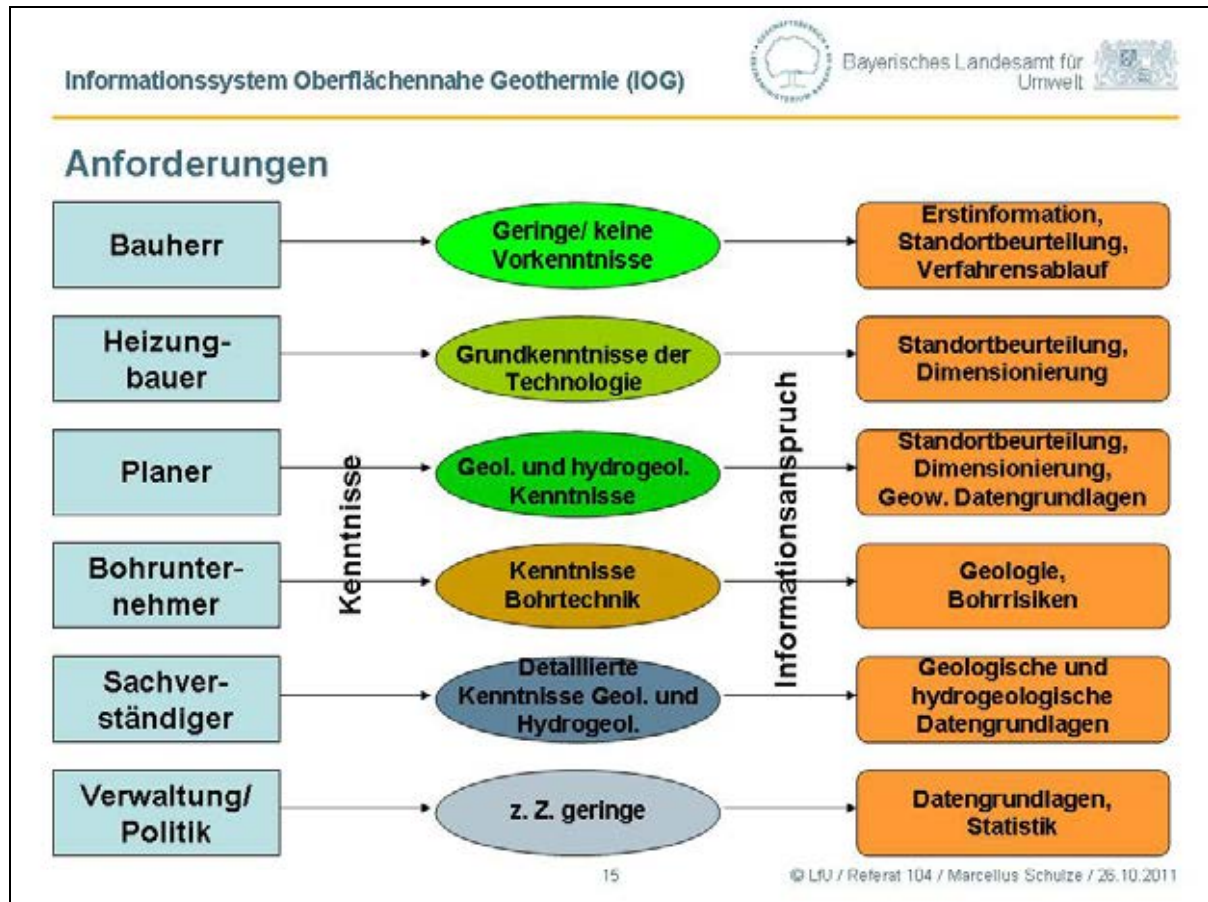 Informationssystem Oberflächennahe Geothermie (IOG)
Bayerisches Landesamt für
Umwelt
Anforderungen
Bauherr
Geringe/ keine
Vorkenntnisse
Erstinformation,
Standortbeurteilung,
Verfahrensablauf
Heizung-
bauer
Grundkenntnisse der
Technologie
Standortbeurteilung,
Dimensionierung
Planer
Kenntnisse
Geol. und hydrogeol.
Kenntnisse
Informationsanspruch
Standortbeurteilung,
Dimensionierung,
Geow. Datengrundlagen
Bohrunter-
nehmer
Kenntnisse
Bohrtechnik
Geologie,
Bohrrisiken
Sachver-
ständiger
Detaillierte
Kenntnisse Geol. und
Hydrogeol.
Geologische und
hydrogeologische
Datengrundlagen
Verwaltung/
Politik
z. Z. geringe
Datengrundlagen,
Statistik
15
© LfU / Referat 104 / Marcellus Schulze / 26.10.2011